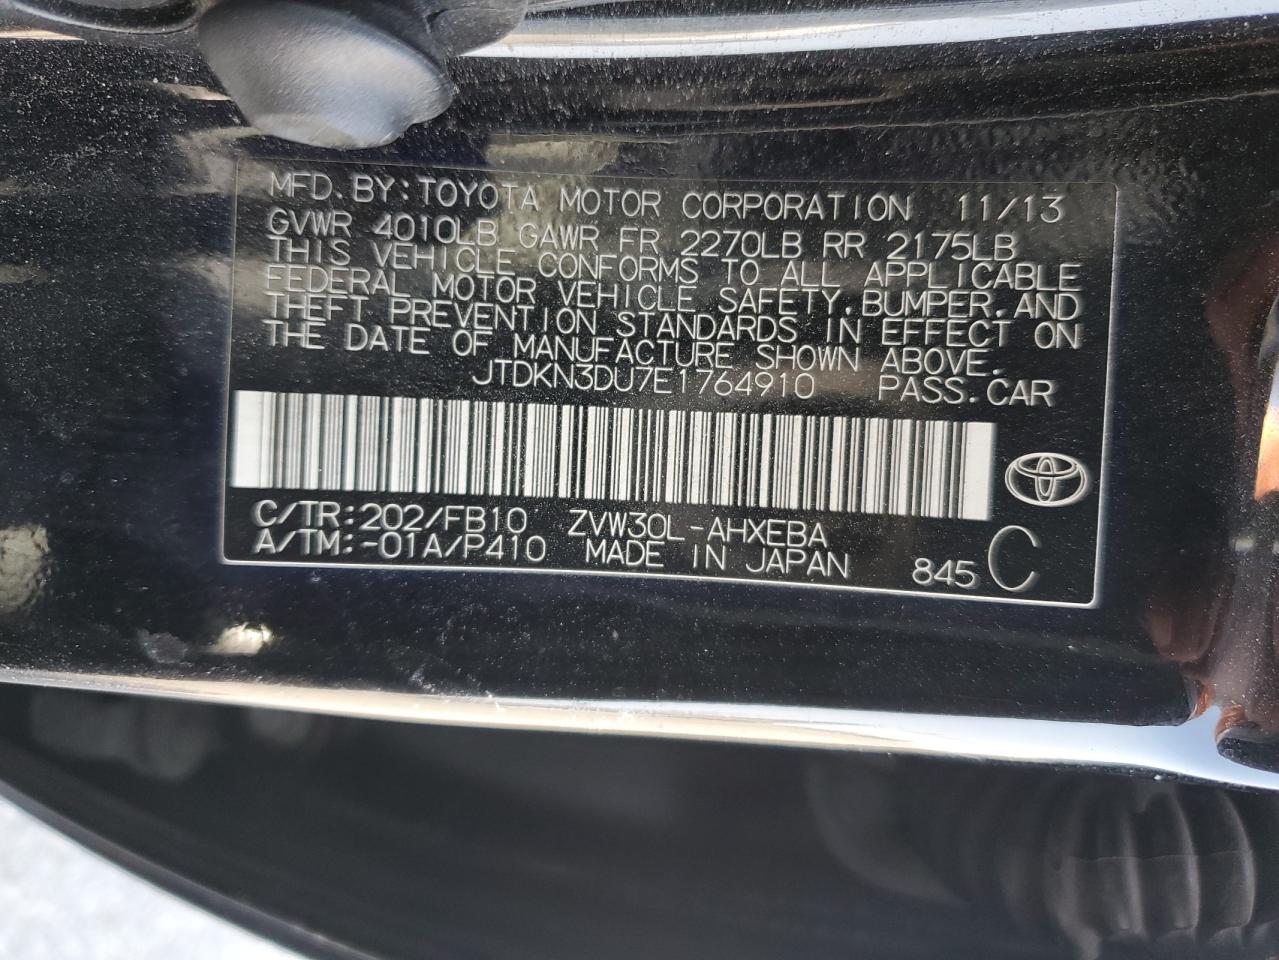 MFD. BY: TOYOTA MOTOR CORPORATION 11/13
GVWR 4010LB GAWR FR 2270LB RR 2175LB
THIS VEHICLE CONFORMS TO ALL APPLICABLE
FEDERAL MOTOR VEHICLE SAFETY, BUMPER, AND
THEFT PREVENTION STANDARDS IN EFFECT ON
THE DATE OF MANUFACTURE SHOWN ABOVE.
JTDKN3DU7E1764910 PASS. CAR
C/TR: 202/FB10 ZVW30L-AHXEBA
A/TM: -01A/P410 MADE IN JAPAN 845 C